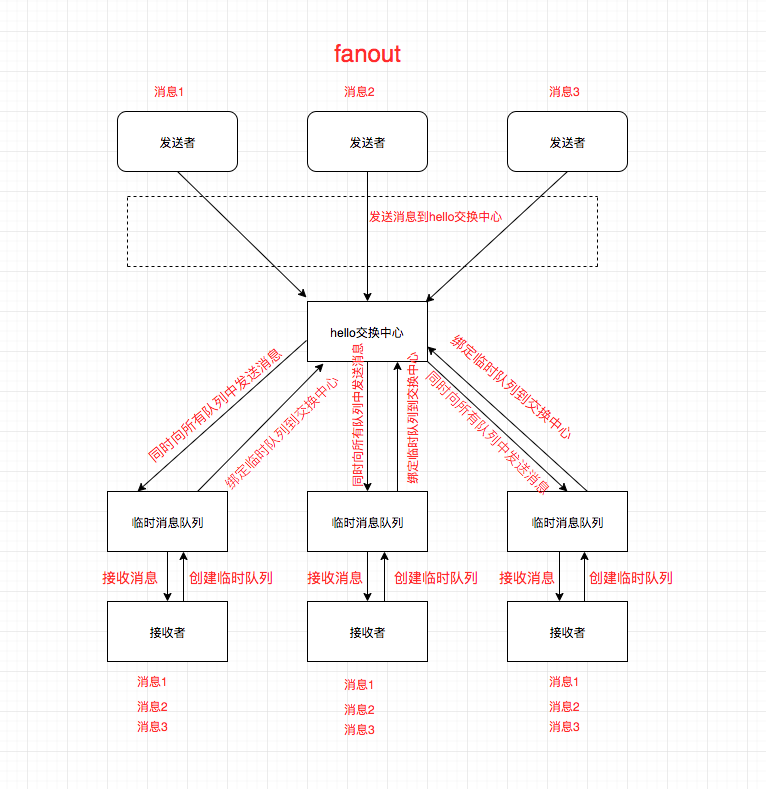 fanout
消息1
消息2
消息3
发送者
发送者
发送者
发送消息到hello交换中心
hello交换中心
同时向所有队列中发送消息
绑定临时队列到交换中心
同时向所有队列中发送消息
绑定临时队列到交换中心
同时向所有队列中发送消息
绑定临时队列到交换中心
临时消息队列
临时消息队列
临时消息队列
接收消息
创建临时队列
接收消息
创建临时队列
接收消息
创建临时队列
接收者
接收者
接收者
消息1
消息2
消息3
消息1
消息2
消息3
消息1
消息2
消息3